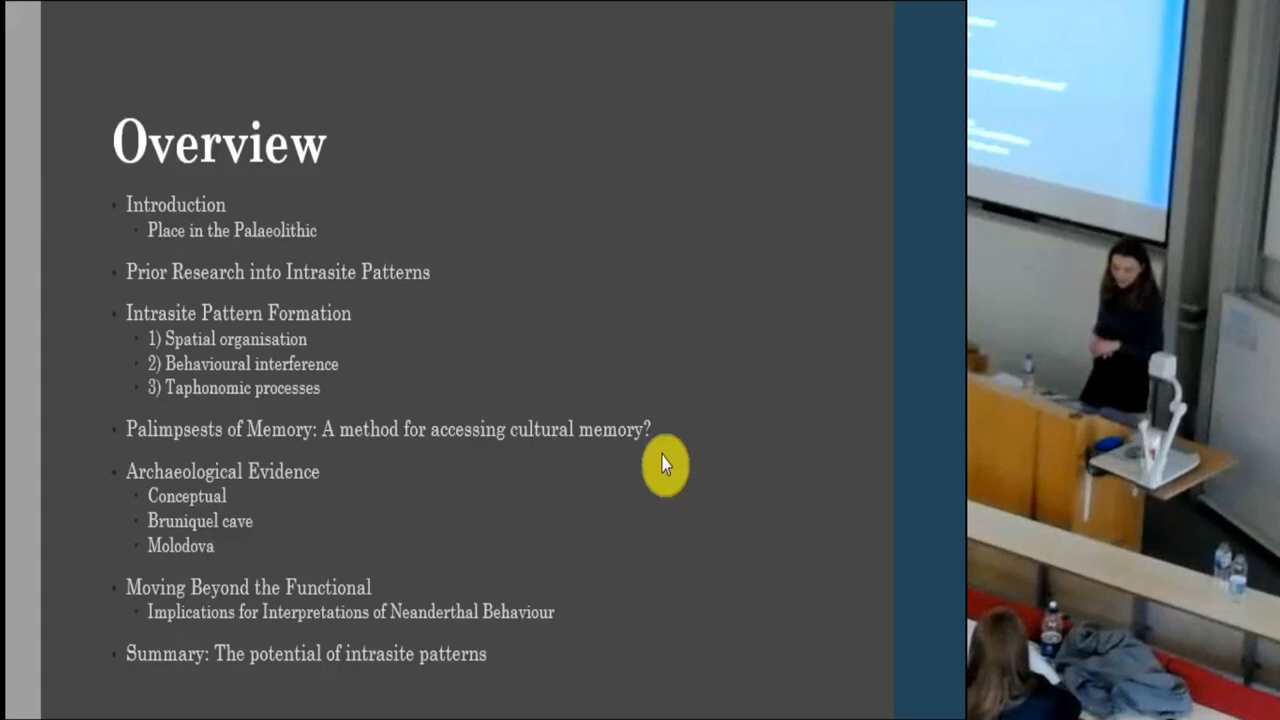 Overview
Introduction
Place in the Palaeolithic
Prior Research into Intrasite Patterns
Intrasite Pattern Formation
1) Spatial organisation
2) Behavioural interference
3) Taphonomic processes
Palimpsests of Memory: A method for accessing cultural memory?
Archaeological Evidence
Conceptual
Bruniquel cave
Molodova
Moving Beyond the Functional
Implications for Interpretations of Neanderthal Behaviour
Summary: The potential of intrasite patterns